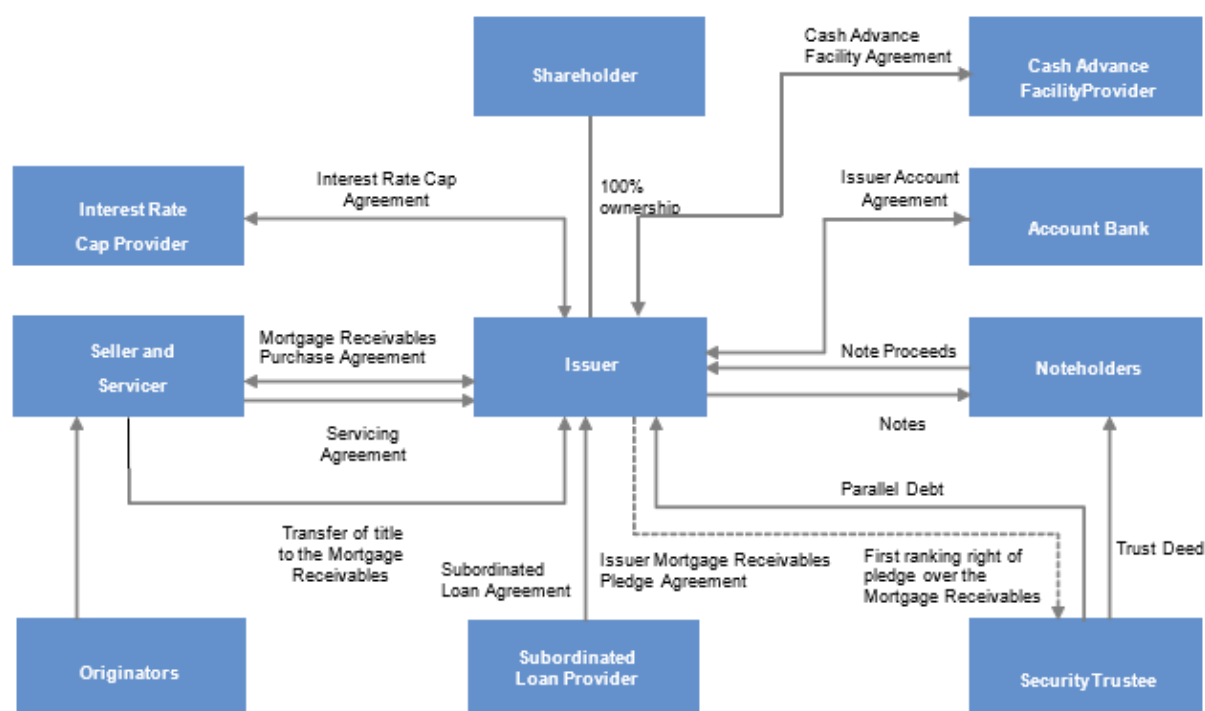 Shareholder
Cash Advance
Facility Agreement
Cash Advance
FacilityProvider
Interest Rate
Cap Provider
Interest Rate Cap
Agreement
100%
ownership
Issuer Account
Agreement
Account Bank
Seller and
Servicer
Mortgage Receivables
Purchase Agreement
Issuer
Note Proceeds
Noteholders
Servicing
Agreement
Notes
Transfer of title
to the Mortgage
Receivables
Subordinated
Loan Agreement
Issuer Mortgage Receivables
Pledge Agreement
Parallel Debt
First ranking right of
pledge over the
Mortgage Receivables
Trust Deed
Originators
Subordinated
Loan Provider
Security Trustee